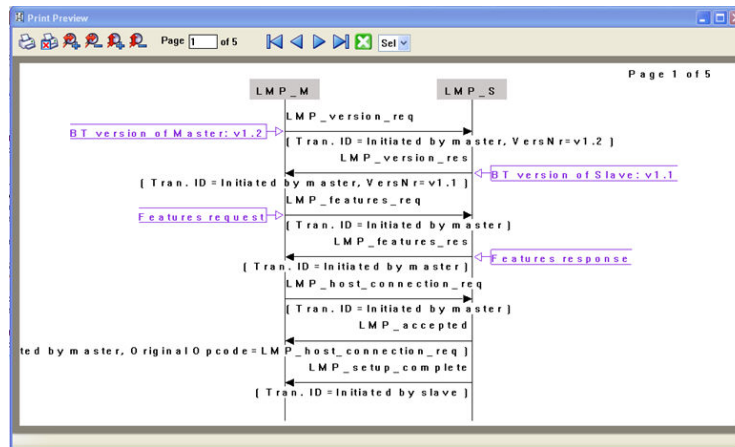 Print Preview
Page 1 of 5 Sel
Page 1 of 5
LMP_M LMP_S
LMP_version_req
BT version of Master: v1.2
[ Tran. ID=Initiated by master, VersNr=v1.2 ]
LMP_version_res
BT version of Slave: v1.1
[ Tran. ID=Initiated by master, VersNr=v1.1 ]
LMP_features_req
Features request
[ Tran. ID=Initiated by master ]
LMP_features_res
Features response
[ Tran. ID=Initiated by master ]
LMP_host_connection_req
[ Tran. ID=Initiated by master ]
LMP_accepted
ted by master, OriginalOpcode=LMP_host_connection_req ]
LMP_setup_complete
[ Tran. ID=Initiated by slave ]